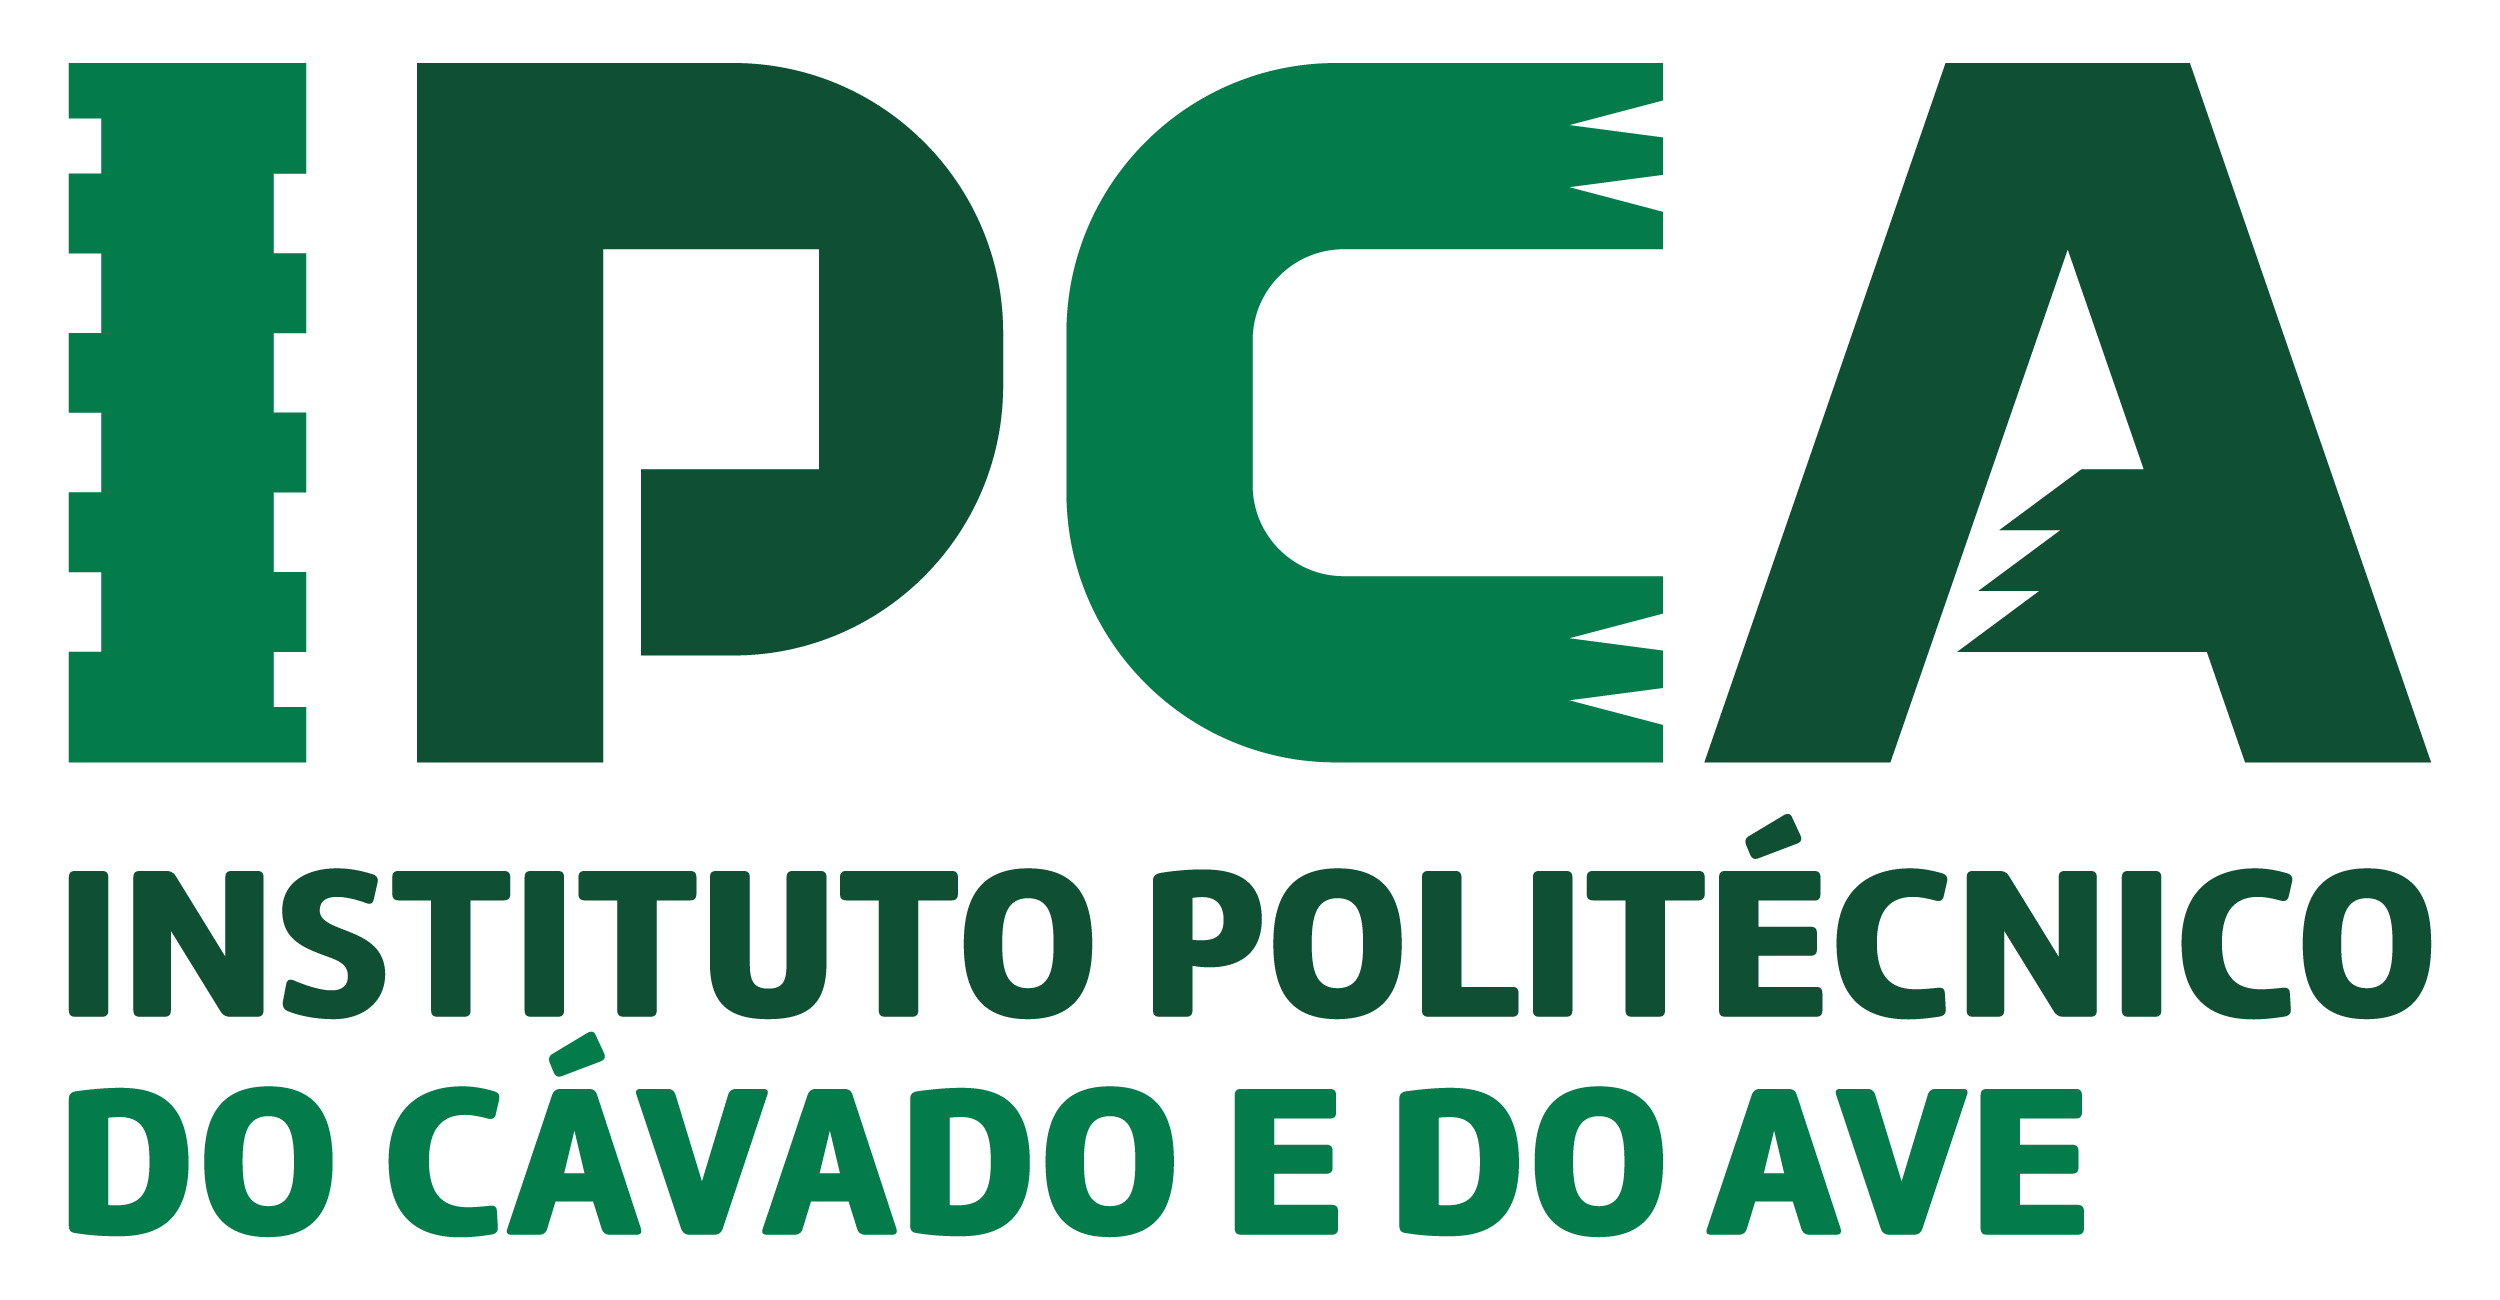 IPCA
INSTITUTO POLITÉCNICO
DO CÁVADO E DO AVE